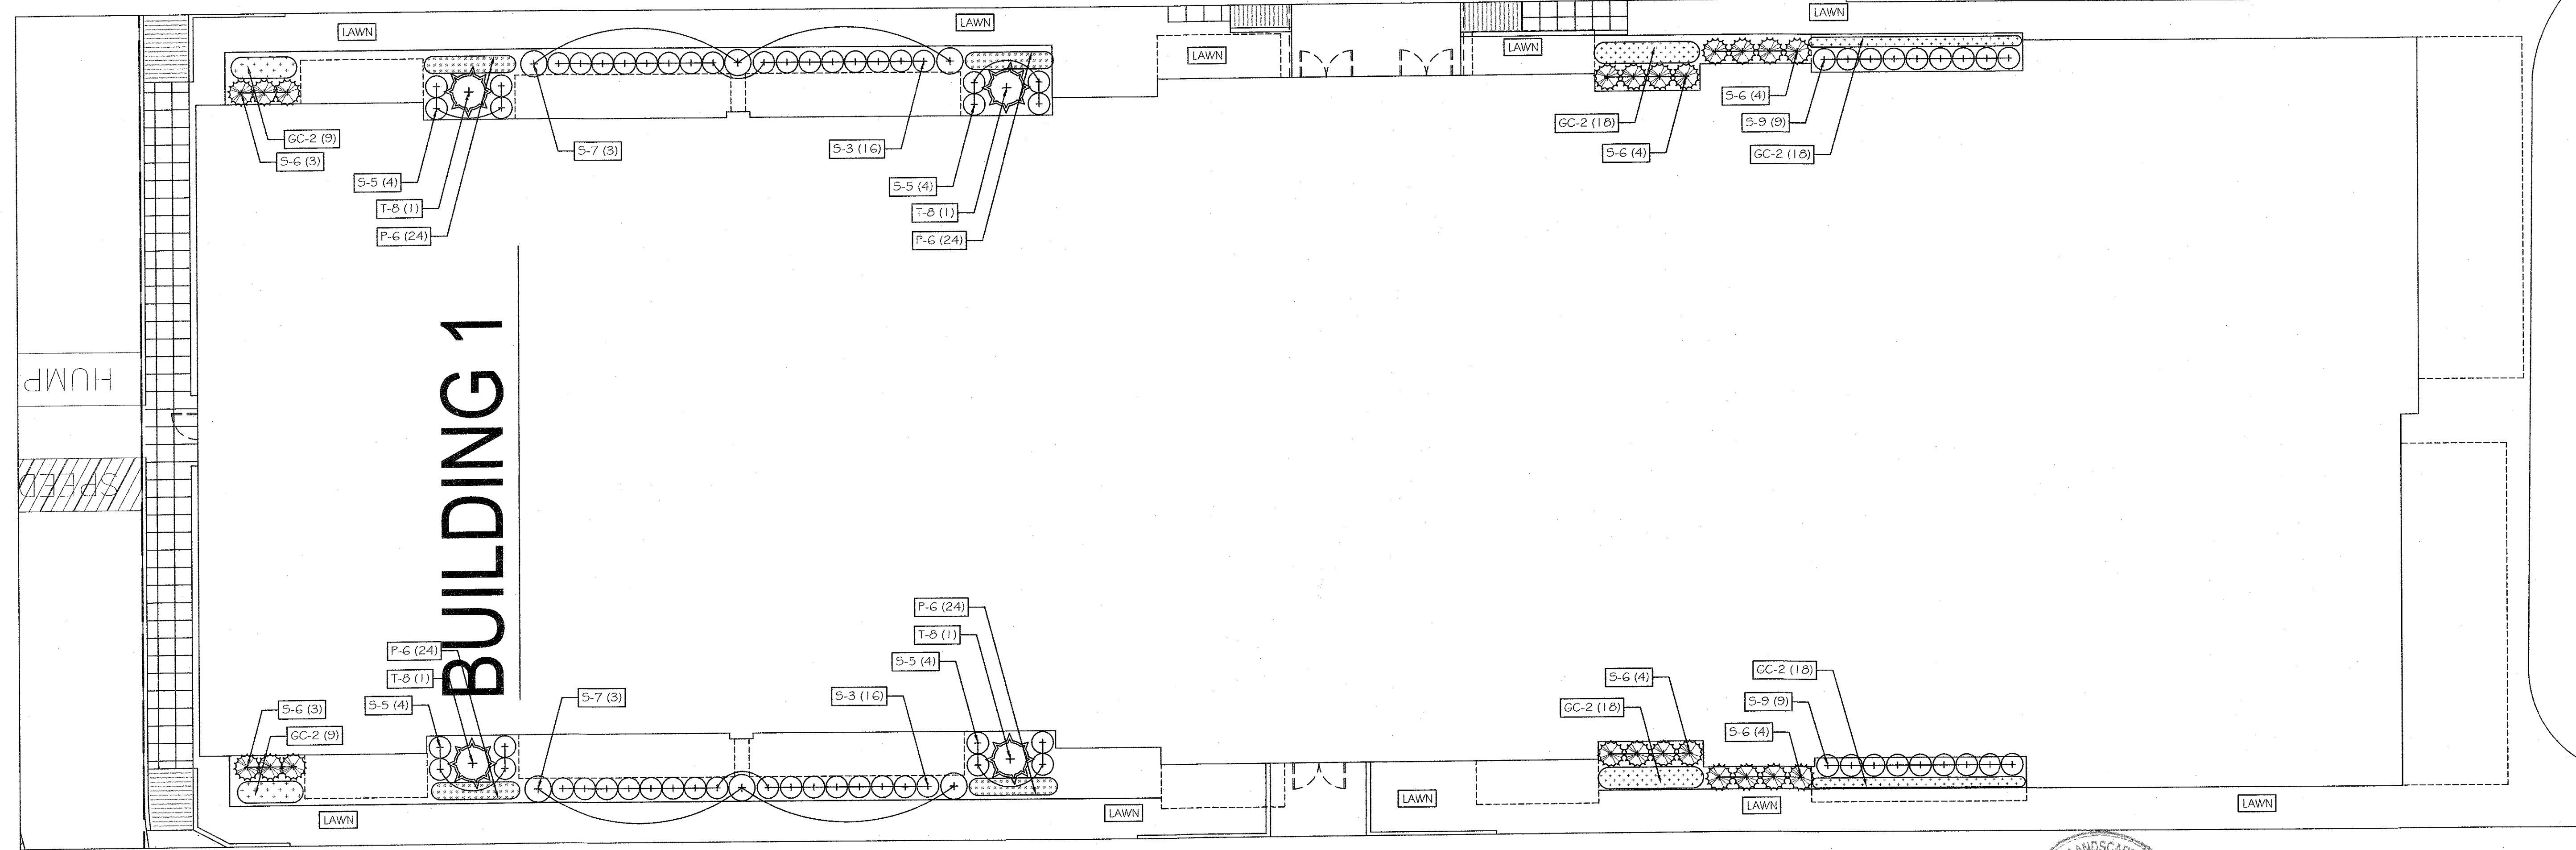 LAWN
LAWN
LAWN
LAWN
LAWN
GC-2 (9)
S-6 (3)
S-5 (4)
T-8 (1)
P-6 (24)
S-7 (3)
S-3 (16)
S-5 (4)
T-8 (1)
P-6 (24)
GC-2 (18)
S-6 (4)
S-6 (4)
S-9 (9)
GC-2 (18)
HUMP
SPEED
BUILDING 1
P-6 (24)
T-8 (1)
S-5 (4)
S-6 (3)
GC-2 (9)
S-7 (3)
S-3 (16)
P-6 (24)
T-8 (1)
S-5 (4)
S-6 (4)
GC-2 (18)
GC-2 (18)
S-9 (9)
S-6 (4)
LAWN
LAWN
LAWN
LAWN
LAWN